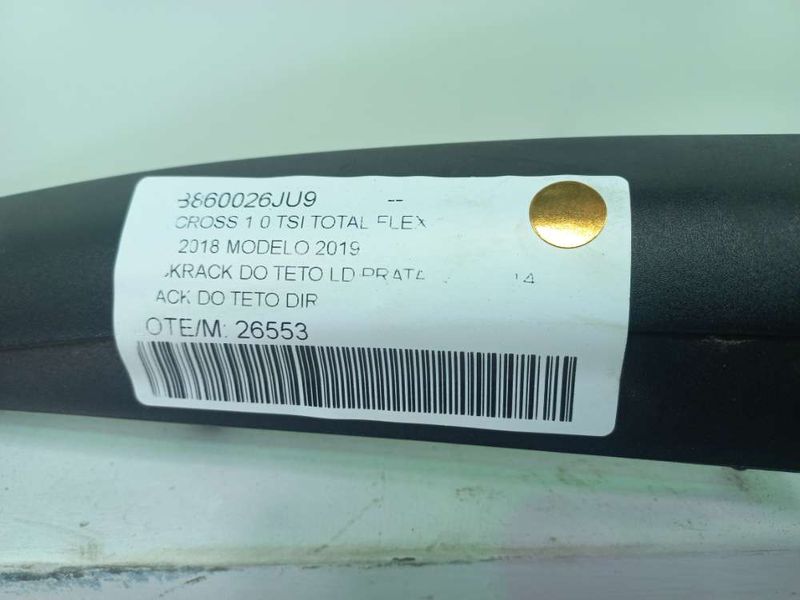 3860026JU9 --
CROSS 1.0 TSI TOTAL FLEX
2018 MODELO 2019
KRACK DO TETO LD PRATA 14
ACK DO TETO DIR
OTE/M: 26553